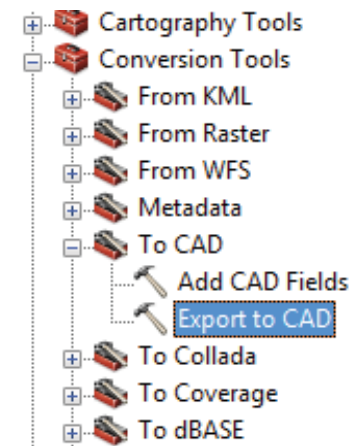 Cartography Tools
Conversion Tools
From KML
From Raster
From WFS
Metadata
To CAD
Add CAD Fields
Export to CAD
To Collada
To Coverage
To dBASE